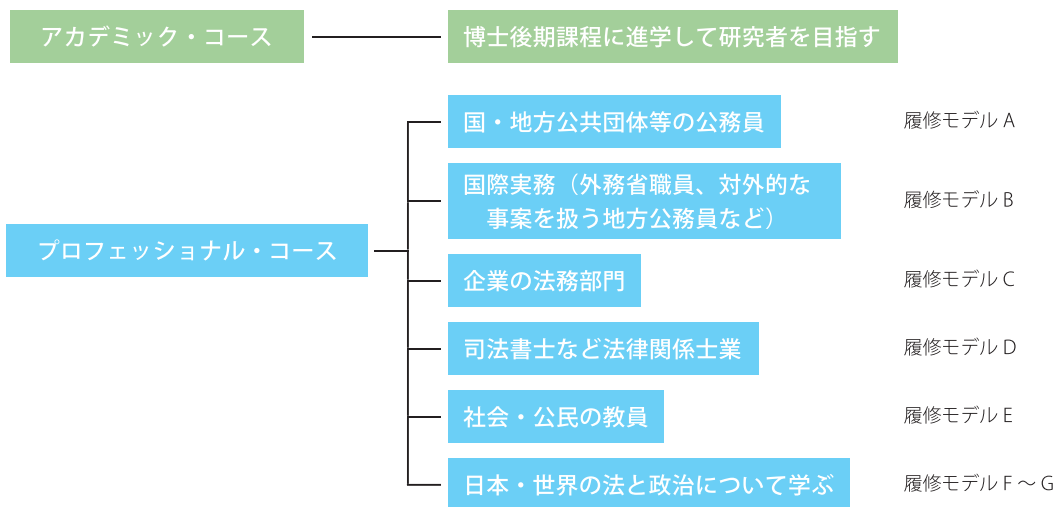 アカデミック・コース
博士後期課程に進学して研究者を目指す
国・地方公共団体等の公務員
履修モデル A
国際実務（外務省職員、対外的な
事案を扱う地方公務員など）
履修モデル B
プロフェッショナル・コース
企業の法務部門
履修モデル C
司法書士など法律関係士業
履修モデル D
社会・公民の教員
履修モデル E
日本・世界の法と政治について学ぶ
履修モデル F ～ G